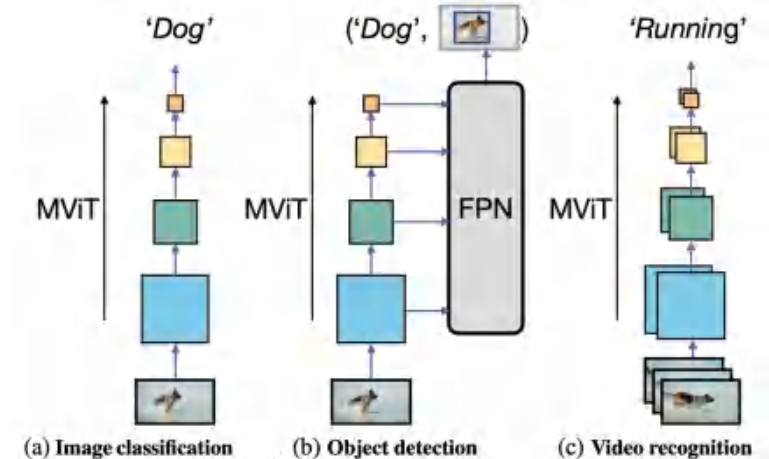 ‘Dog’
(‘Dog’, )
‘Running’
MViT
MViT
FPN
MViT
(a) Image classification
(b) Object detection
(c) Video recognition